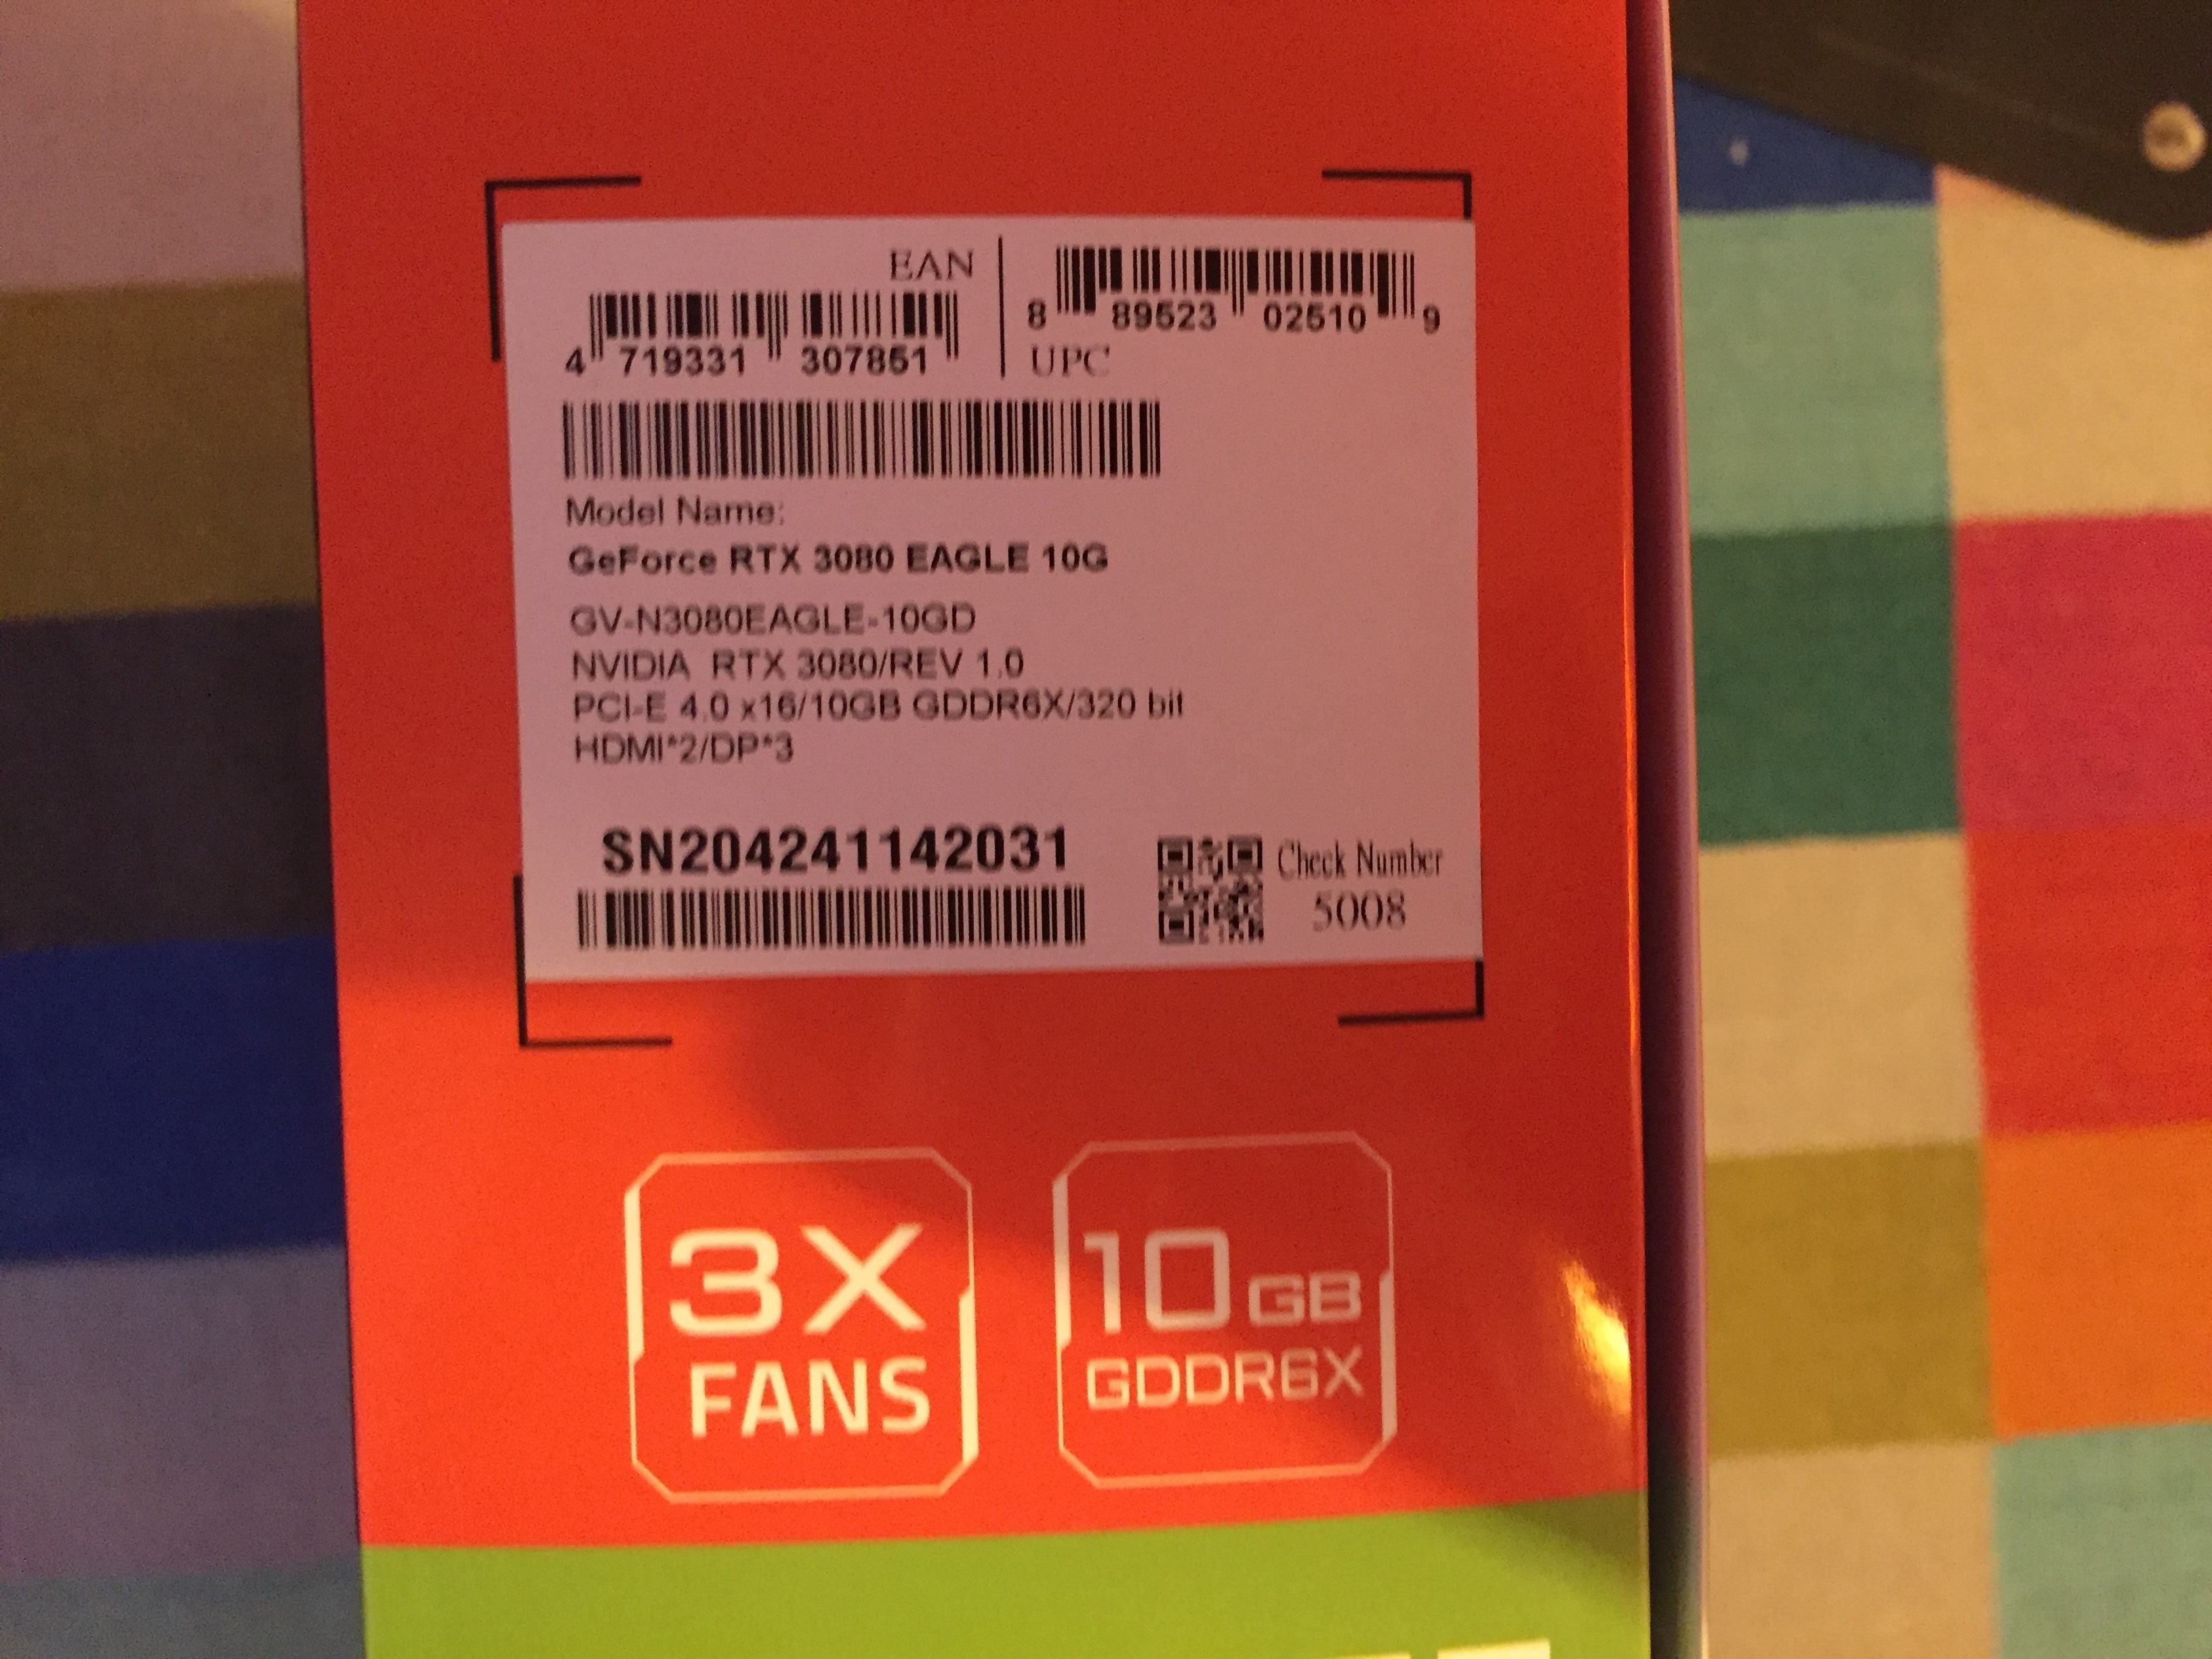 EAN
4 719331 307851
8 89523 02510 9
UPC
Model Name:
GeForce RTX 3080 EAGLE 10G
GV-N3080EAGLE-10GD
NVIDIA RTX 3080/REV 1.0
PCI-E 4.0 x16/10GB GDDR6X/320 bit
HDMI*2/DP*3
SN204241142031
Check Number
5008
3X
FANS
10GB
GDDR6X